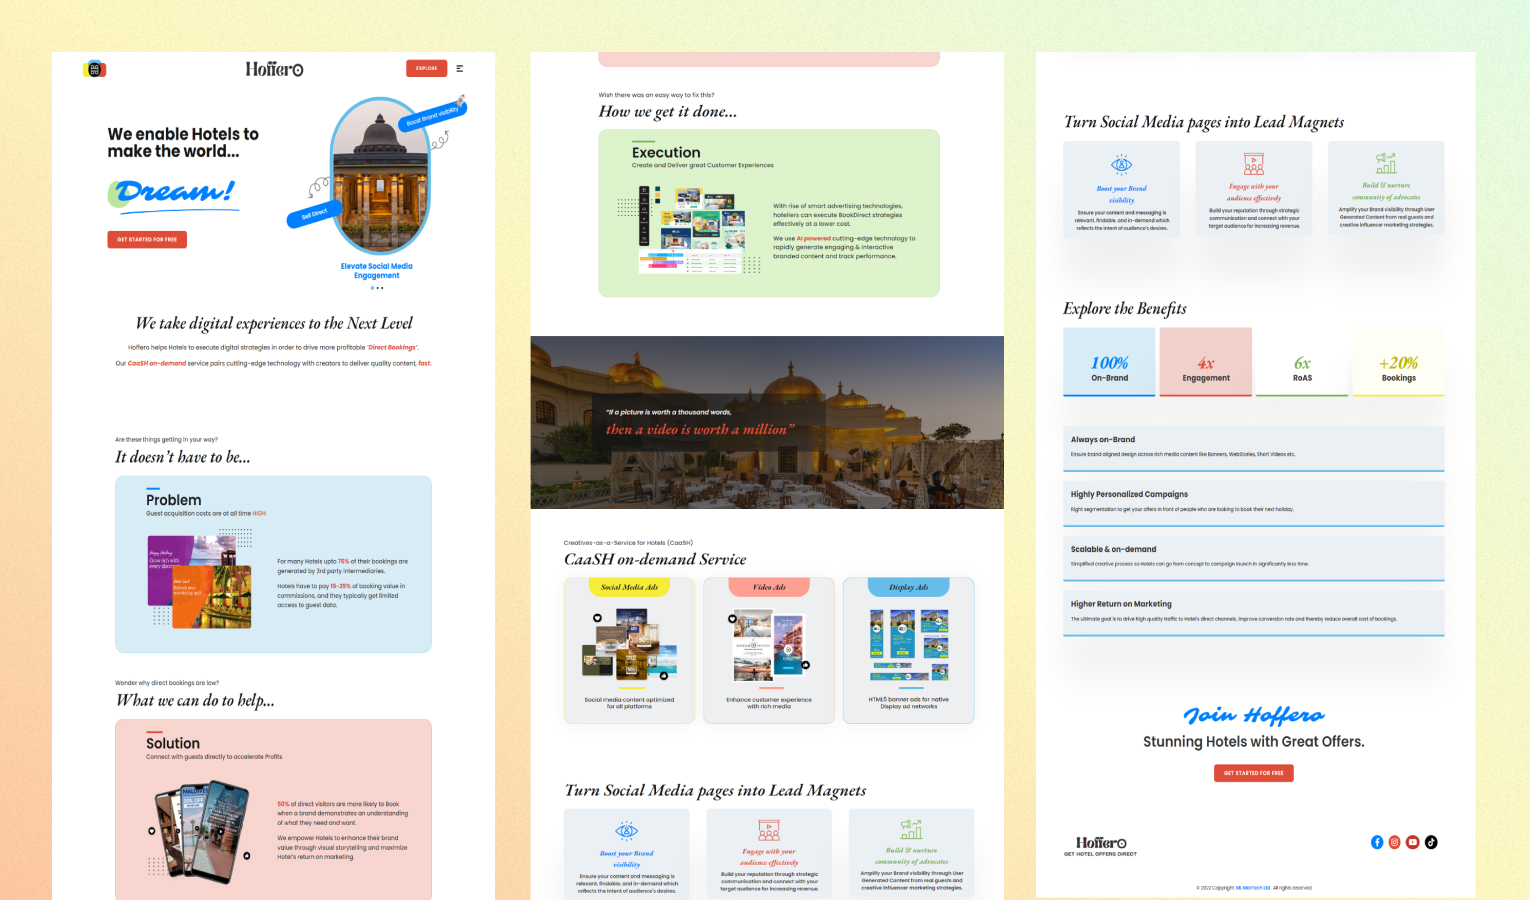 Hoffero
EXPLORE
We enable Hotels to
make the world...
Dream!
GET STARTED FOR FREE
Boost Brand visibility
Sell Direct
Elevate Social Media
Engagement
We take digital experiences to the Next Level
Hoffero helps Hotels to execute digital strategies in order to drive more profitable 'Direct Bookings'.
Our CaaSH on-demand service pairs cutting-edge technology with creators to deliver quality content, fast.
Are these things getting in your way?
It doesn't have to be...
Problem
Guest acquisition costs are at all time HIGH
For many Hotels upto 75% of their bookings are
generated by 3rd party intermediaries.
Hotels have to pay 15-25% of booking value in
commissions, and they typically get limited
access to guest data.
Wonder why direct bookings are low?
What we can do to help...
Solution
Connect with guests directly to accelerate Profits
MALDIVES
20% OFF
50% of direct visitors are more likely to Book
when a brand demonstrates an understanding
of what they need and want.
We empower Hotels to enhance their brand
value through visual storytelling and maximize
Hotel's return on marketing.
Wish there was an easy way to fix this?
How we get it done...
Execution
Create and Deliver great Customer Experiences
With rise of smart advertising technologies,
hoteliers can execute BookDirect strategies
effectively at a lower cost.
We use AI powered cutting-edge technology to
rapidly generate engaging & interactive
branded content and track performance.
"If a picture is worth a thousand words,
then a video is worth a million"
Creatives-as-a-Service for Hotels (CaaSH)
CaaSH on-demand Service
Social Media Ads
Video Ads
Display Ads
Social media content optimized
for all platforms
Enhance customer experience
with rich media
HTML5 banner ads for native
Display ad networks
Turn Social Media pages into Lead Magnets
Boost your Brand
visibility
Ensure your content and messaging is
relevant, findable, and in-demand which
reflects the intent of audience's desires.
Engage with your
audience effectively
Build your reputation through strategic
communication and connect with your
target audience for increasing revenue.
Build & nurture
community of advocates
Amplify your Brand visibility through User
Generated Content from real guests and
creative influencer marketing strategies.
Turn Social Media pages into Lead Magnets
Boost your Brand
visibility
Ensure your content and messaging is
relevant, findable, and in-demand which
reflects the intent of audience's desires.
Engage with your
audience effectively
Build your reputation through strategic
communication and connect with your
target audience for increasing revenue.
Build & nurture
community of advocates
Amplify your Brand visibility through User
Generated Content from real guests and
creative influencer marketing strategies.
Explore the Benefits
100%
On-Brand
4x
Engagement
6x
RoAS
+20%
Bookings
Always on-Brand
Ensure brand aligned design across rich media content like Banners, WebStories, Short Videos etc.
Highly Personalized Campaigns
Right segmentation to get your offers in front of people who are looking to book their next holiday.
Scalable & on-demand
Simplified creative process so Hotels can go from concept to campaign launch in significantly less time.
Higher Return on Marketing
The ultimate goal is to drive high quality traffic to Hotel's direct channels, improve conversion rate and thereby reduce overall cost of bookings.
Join Hoffero
Stunning Hotels with Great Offers.
GET STARTED FOR FREE
Hoffero
GET HOTEL OFFERS DIRECT
© 2022 Copyright: ML MarTech Ltd . All rights reserved